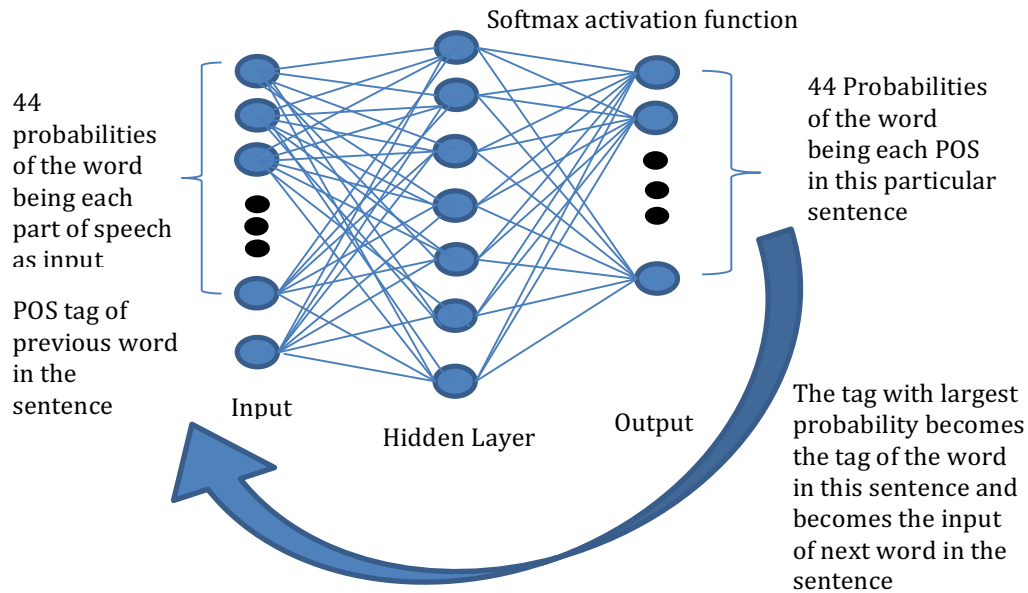 Softmax activation function
44
probabilities
of the word
being each
part of speech
as input
POS tag of
previous word
in the
sentence
Input
Hidden Layer
Output
44 Probabilities
of the word
being each POS
in this particular
sentence
The tag with largest
probability becomes
the tag of the word
in this sentence and
becomes the input
of next word in the
sentence